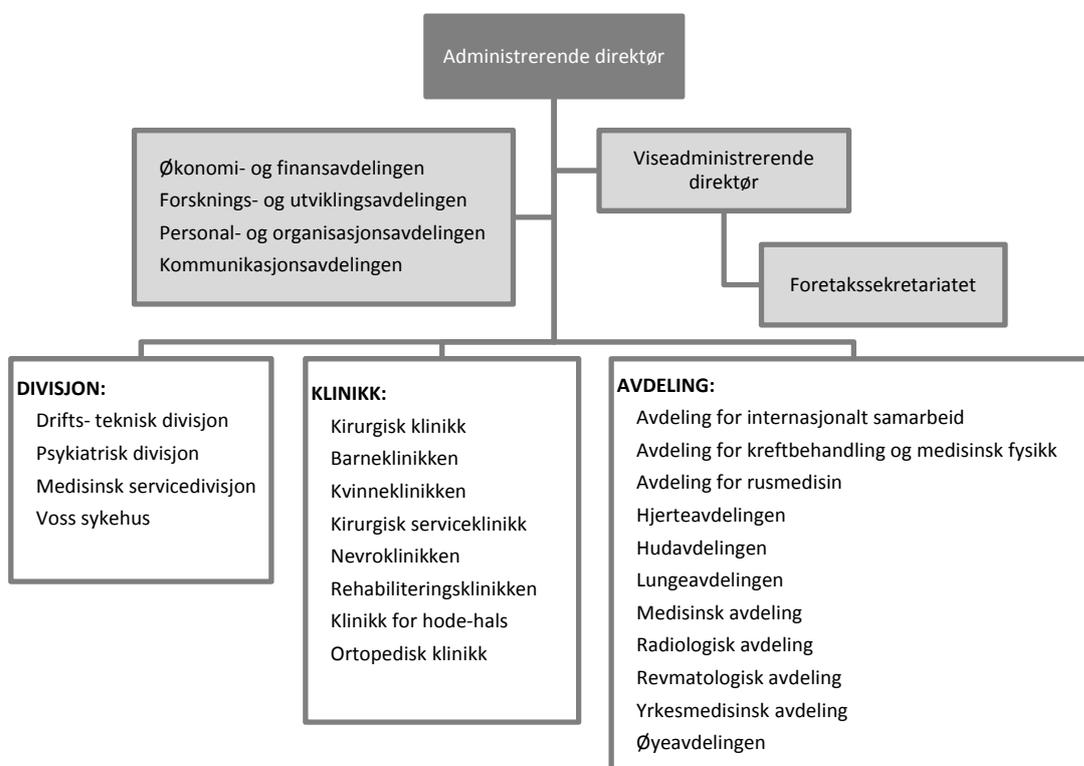 Administrerende direktør
Økonomi- og finansavdelingen
Forsknings- og utviklingsavdelingen
Personal- og organisasjonsavdelingen
Kommunikasjonsavdelingen
Viseadministrerende
direktør
Foretakssekretariatet
DIVISJON:
Drifts- teknisk divisjon
Psykiatrisk divisjon
Medisinsk servicedivisjon
Voss sykehus
KLINIKK:
Kirurgisk klinikk
Barneklinikken
Kvinneklinikken
Kirurgisk serviceklinikk
Nevroklinikken
Rehabiliteringsklinikken
Klinikk for hode-hals
Ortopedisk klinikk
AVDELING:
Avdeling for internasjonalt samarbeid
Avdeling for kreftbehandling og medisinsk fysikk
Avdeling for rusmedisin
Hjerteavdelingen
Hudavdelingen
Lungeavdelingen
Medisinsk avdeling
Radiologisk avdeling
Revmatologisk avdeling
Yrkesmedisinsk avdeling
Øyeavdelingen